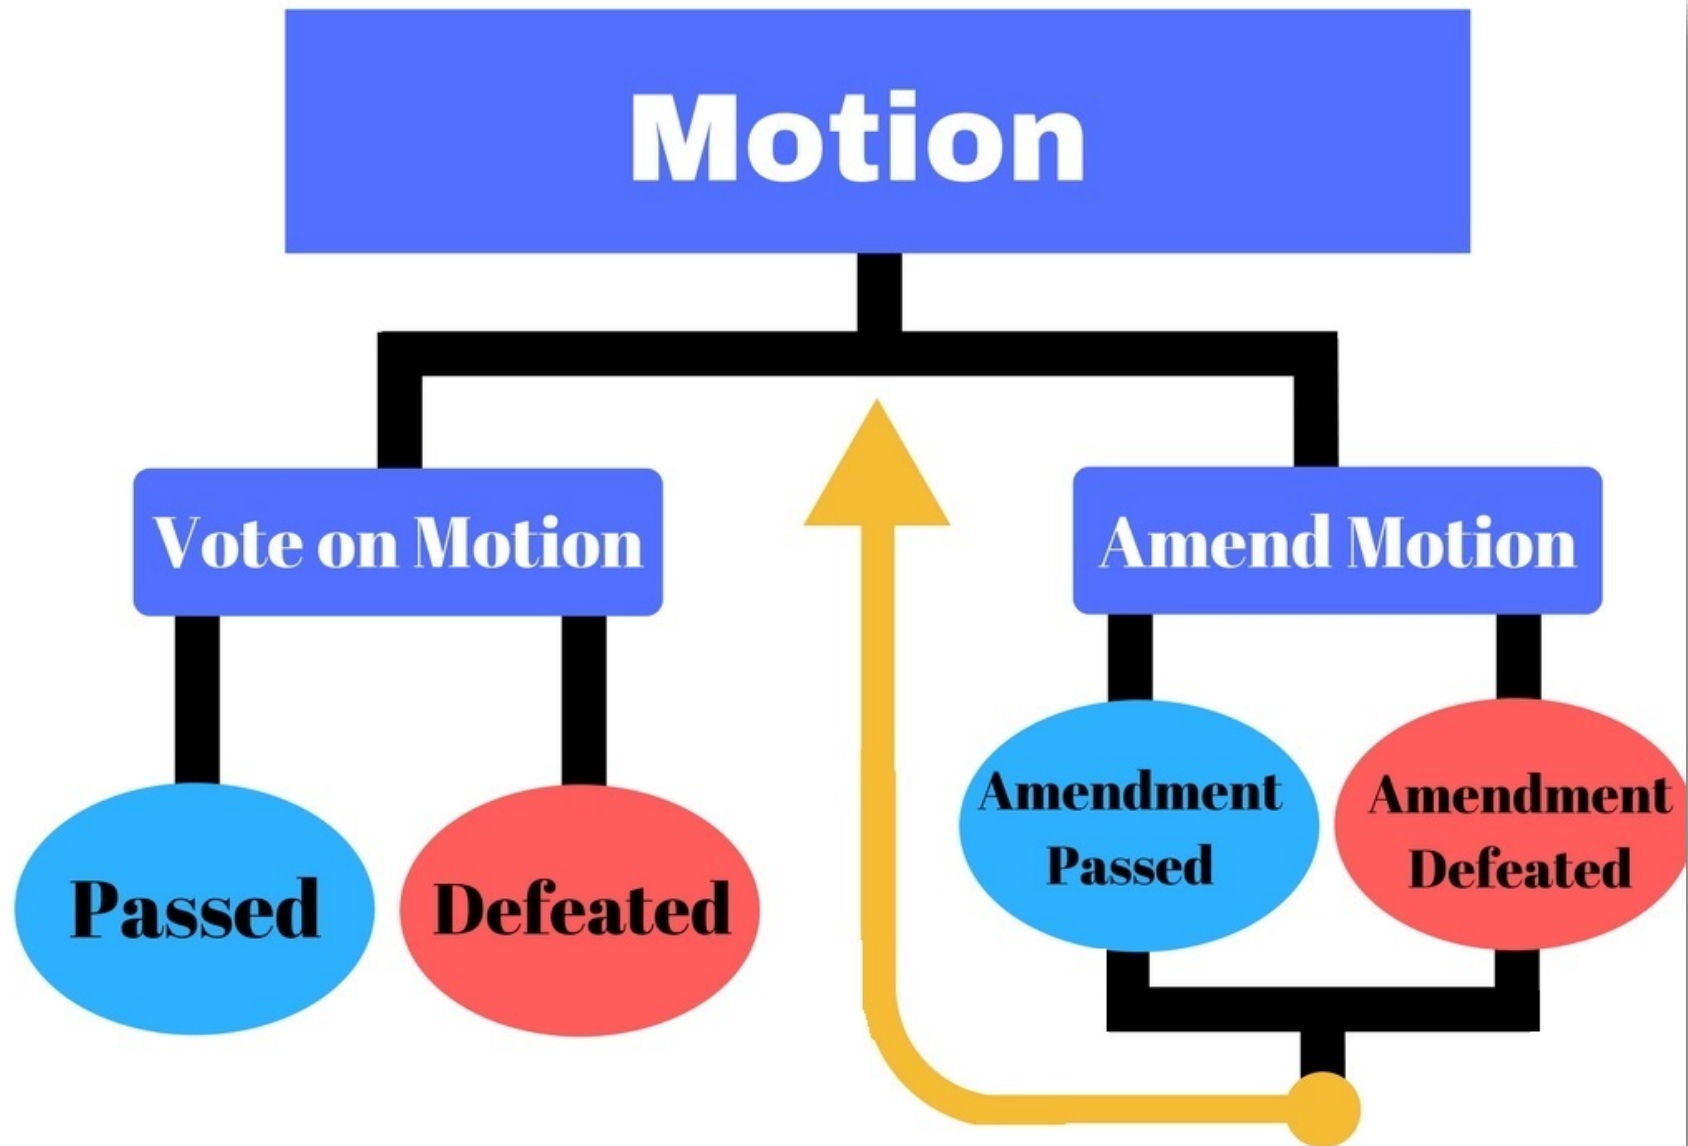 Motion
Vote on Motion
Amend Motion
Passed
Defeated
Amendment
Passed
Amendment
Defeated